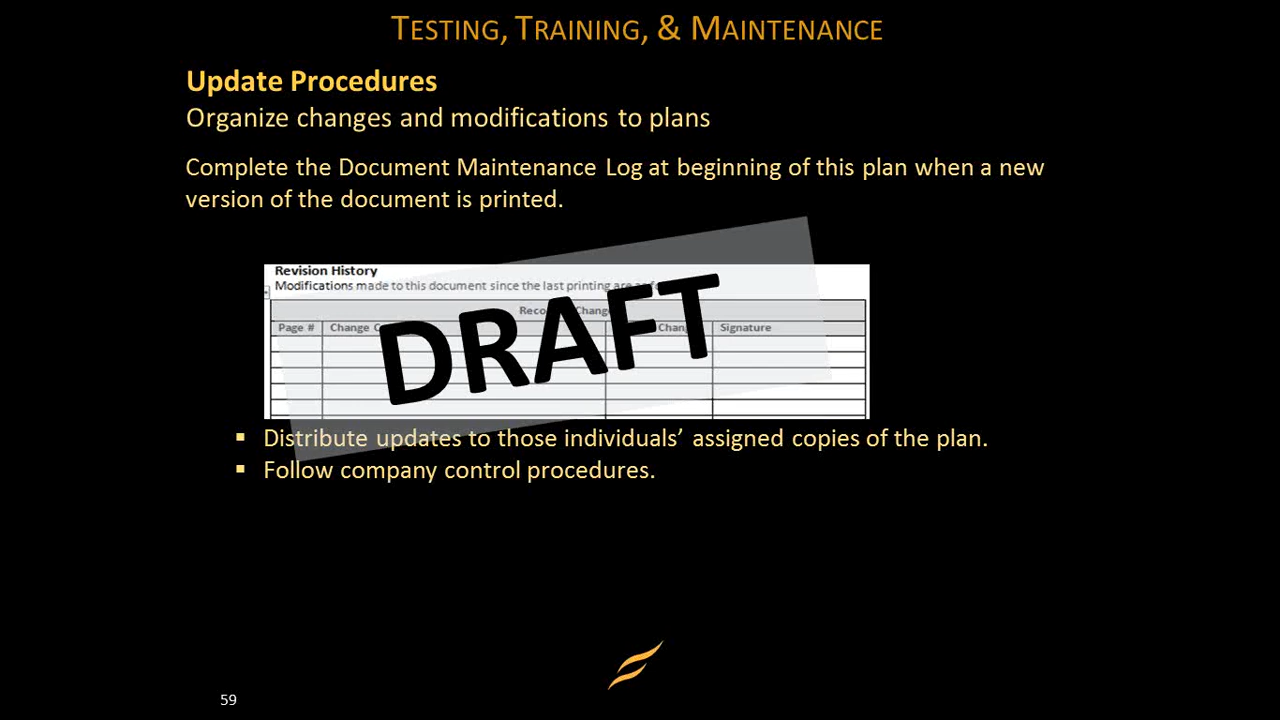 TESTING, TRAINING, & MAINTENANCE
Update Procedures
Organize changes and modifications to plans
Complete the Document Maintenance Log at beginning of this plan when a new
version of the document is printed.
Revision History
Modifications made to this document since the last printing are
Page # Change Signature
DRAFT
▪ Distribute updates to those individuals’ assigned copies of the plan.
▪ Follow company control procedures.
59